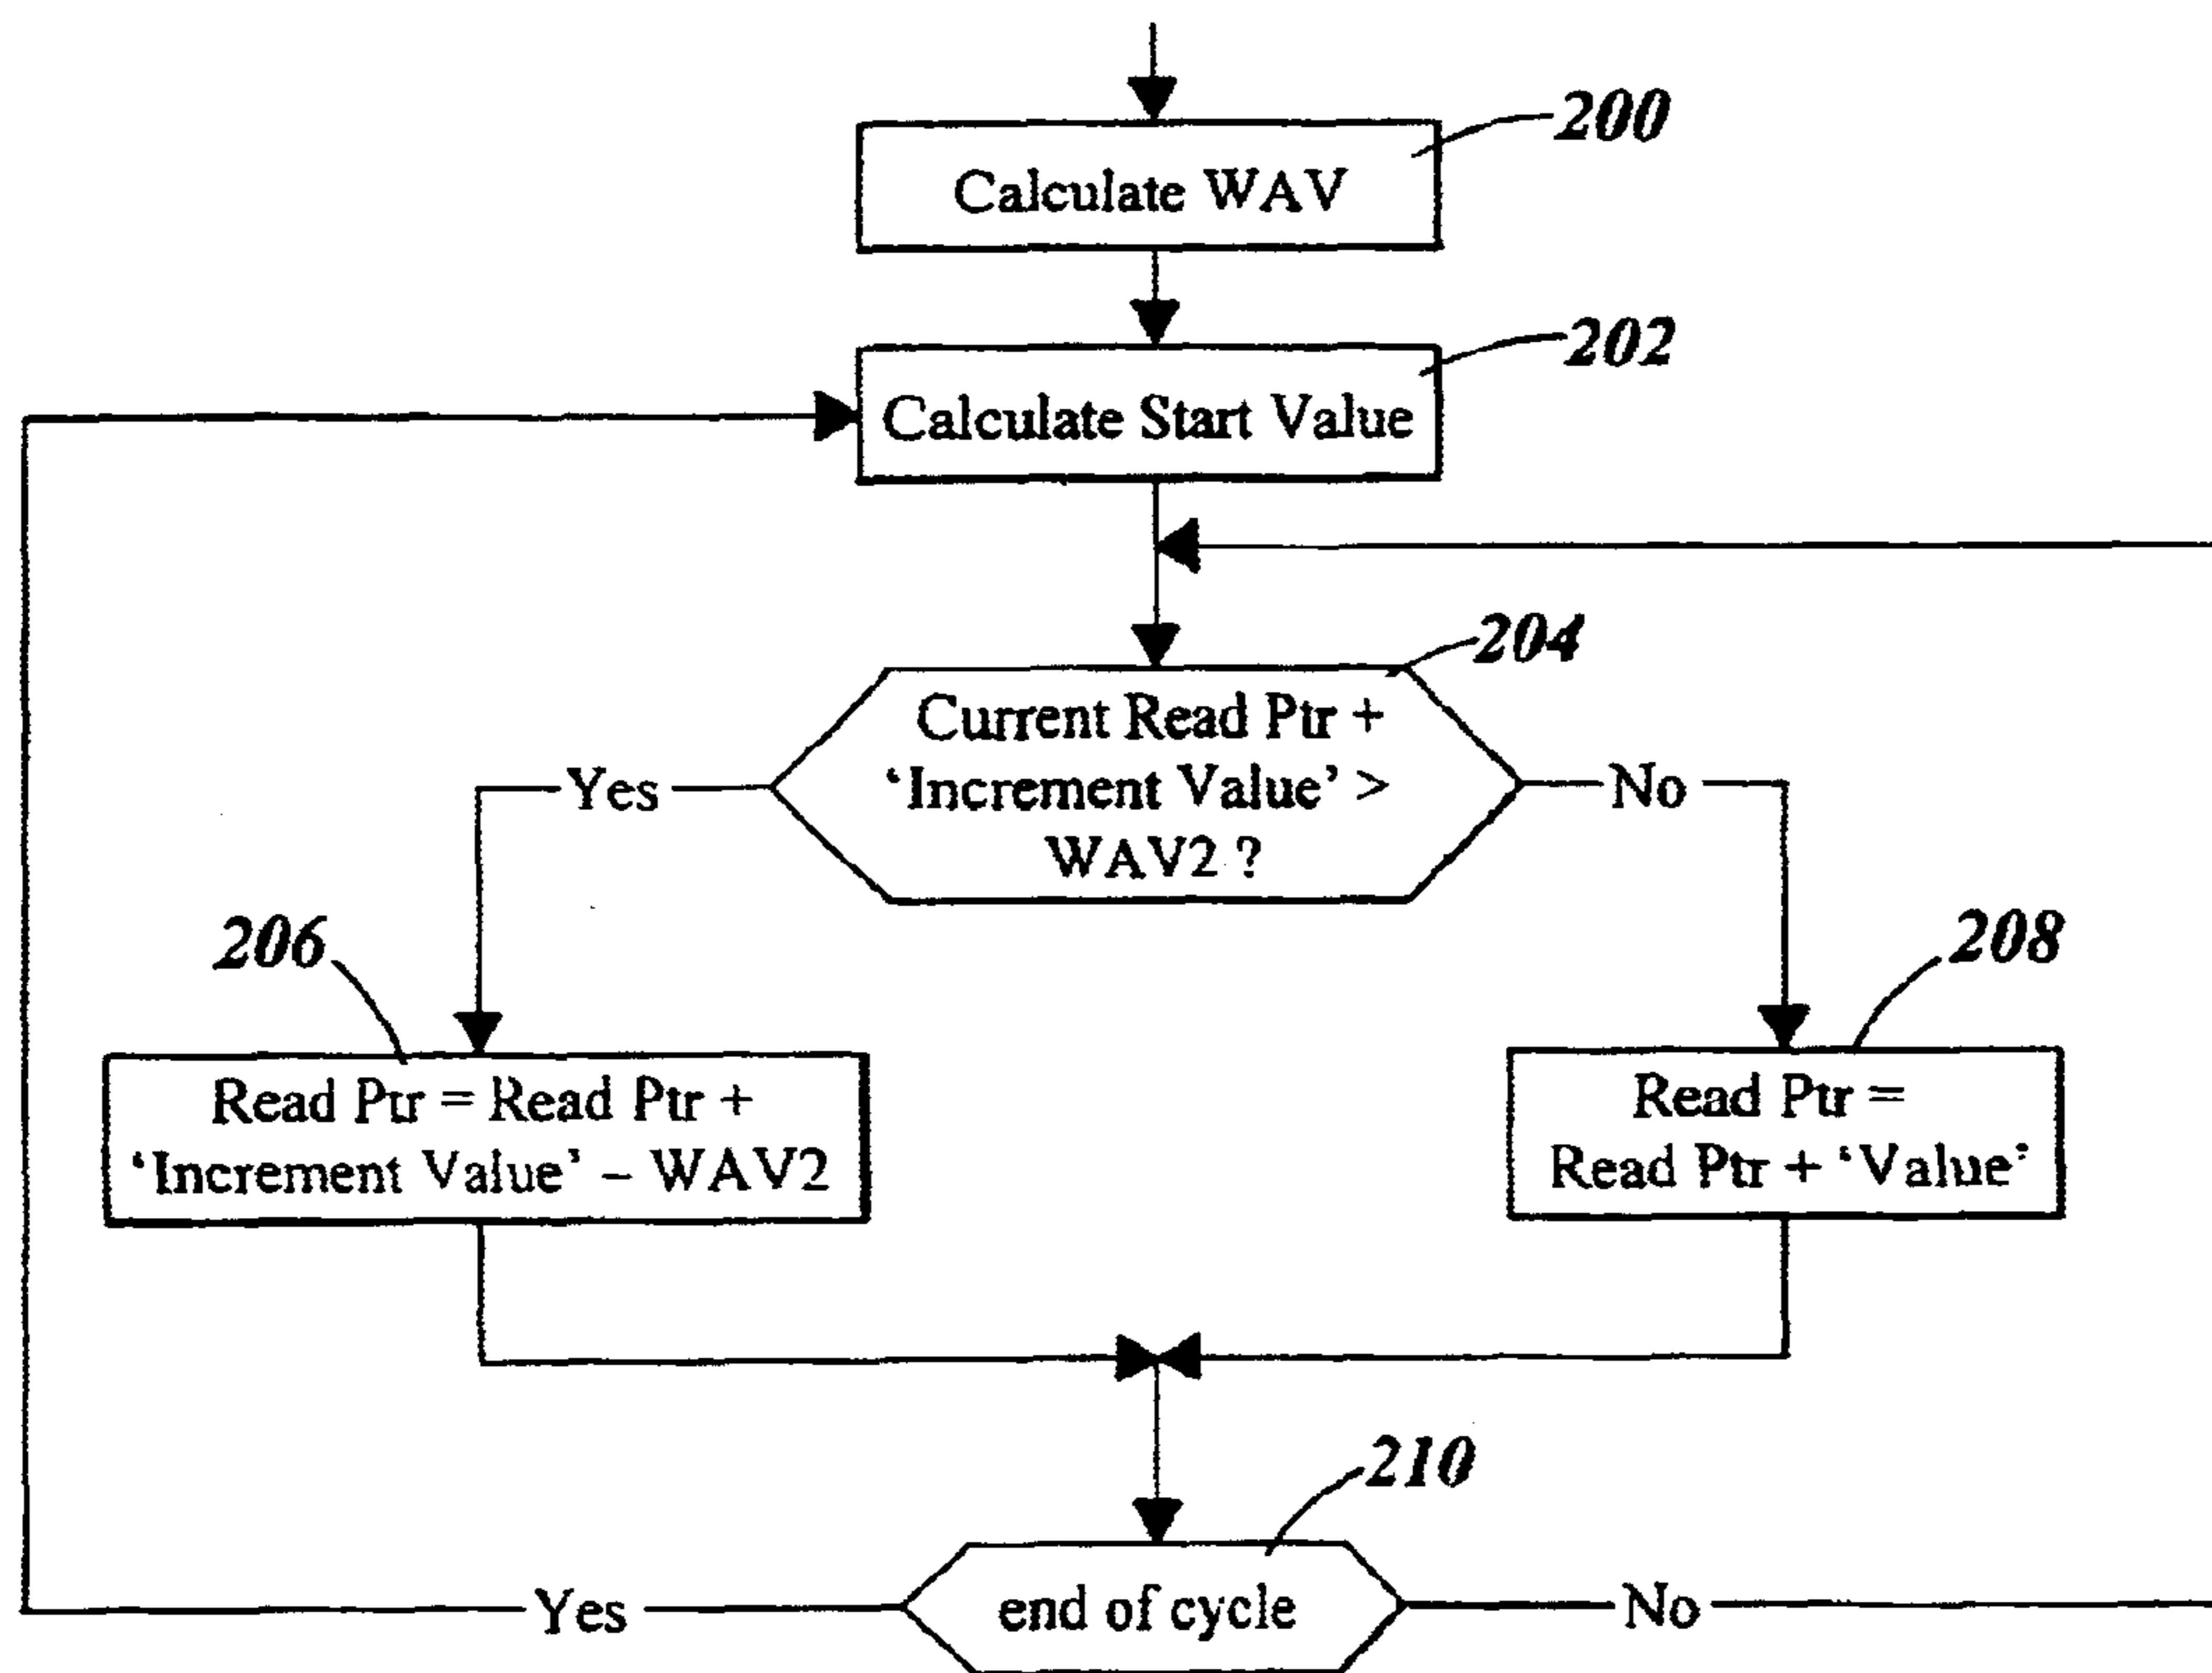 200
Calculate WAV
202
Calculate Start Value
204
Current Read Ptr +
‘Increment Value’ >
WAV2 ?
Yes
No
206
208
Read Ptr = Read Ptr +
‘Increment Value’ – WAV2
Read Ptr =
Read Ptr + ‘Value’
210
end of cycle
Yes
No